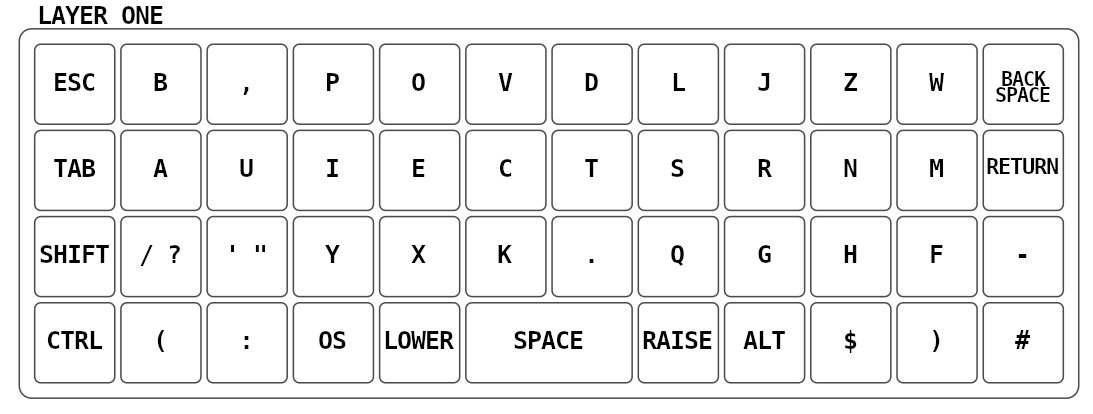 LAYER ONE
ESC B , P O V D L J Z W BACK SPACE
TAB A U I E C T S R N M RETURN
SHIFT / ? ' " Y X K . Q G H F -
CTRL ( : OS LOWER SPACE RAISE ALT $ ) #